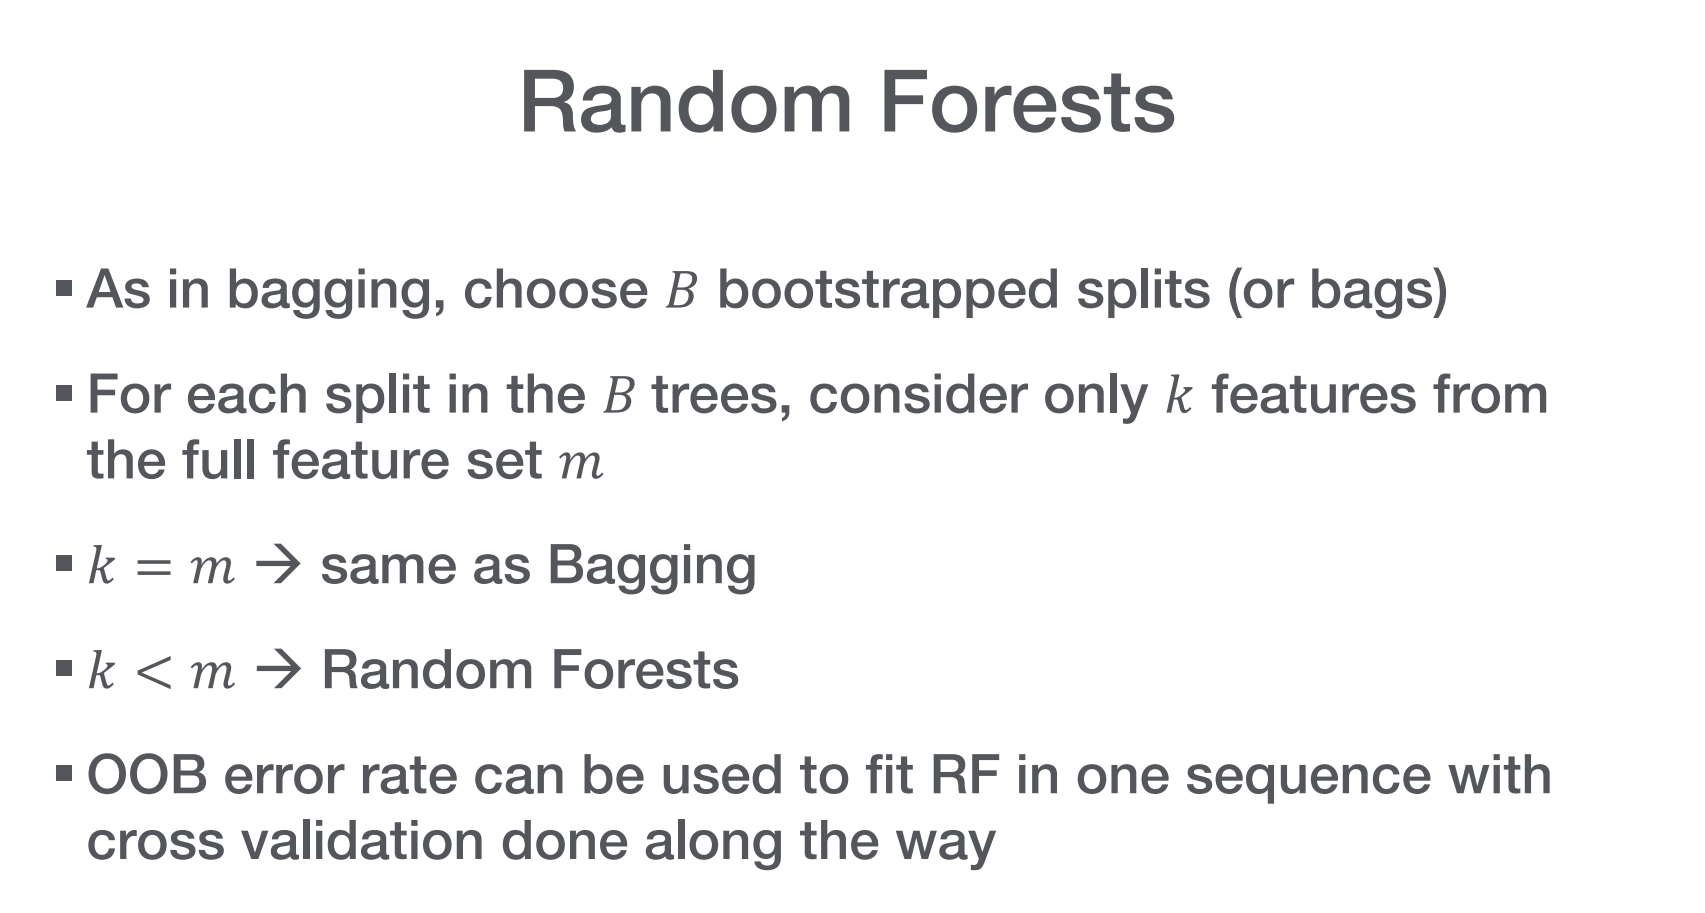 Random Forests
▪ As in bagging, choose B bootstrapped splits (or bags)
▪ For each split in the B trees, consider only k features from
the full feature set m
▪ k = m → same as Bagging
▪ k < m → Random Forests
▪ OOB error rate can be used to fit RF in one sequence with
cross validation done along the way